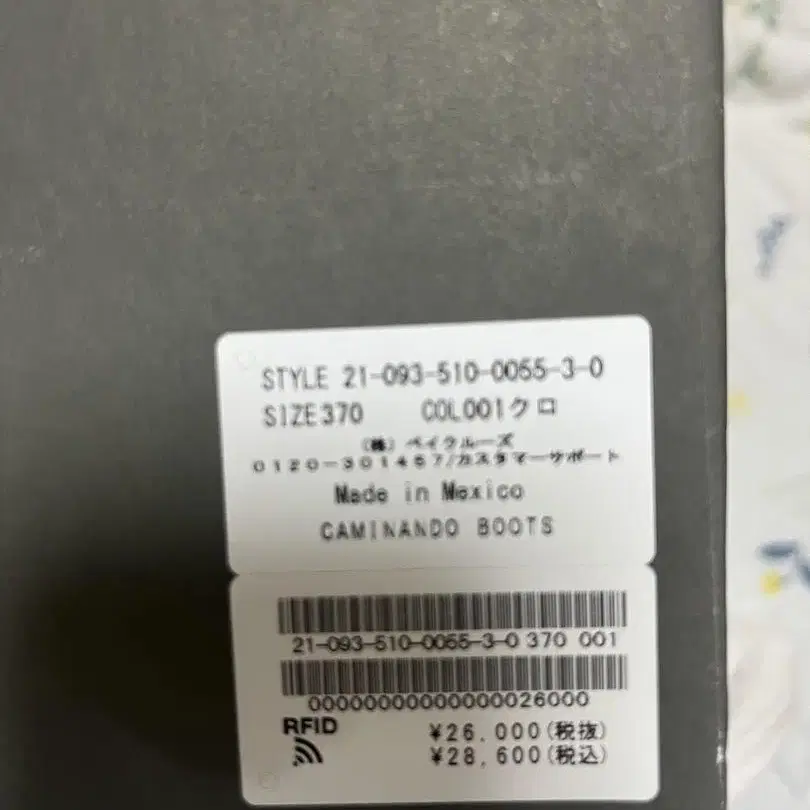 STYLE 21-093-510-0055-3-0
SIZE370 COL001クロ
(株) ベイクルーズ
0120-301457/カスタマーサポート
Made in Mexico
CAMINANDO BOOTS
21-093-510-0055-3-0 370 001
00000000000000026000
RFID
¥26,000(税抜)
¥28,600(税込)